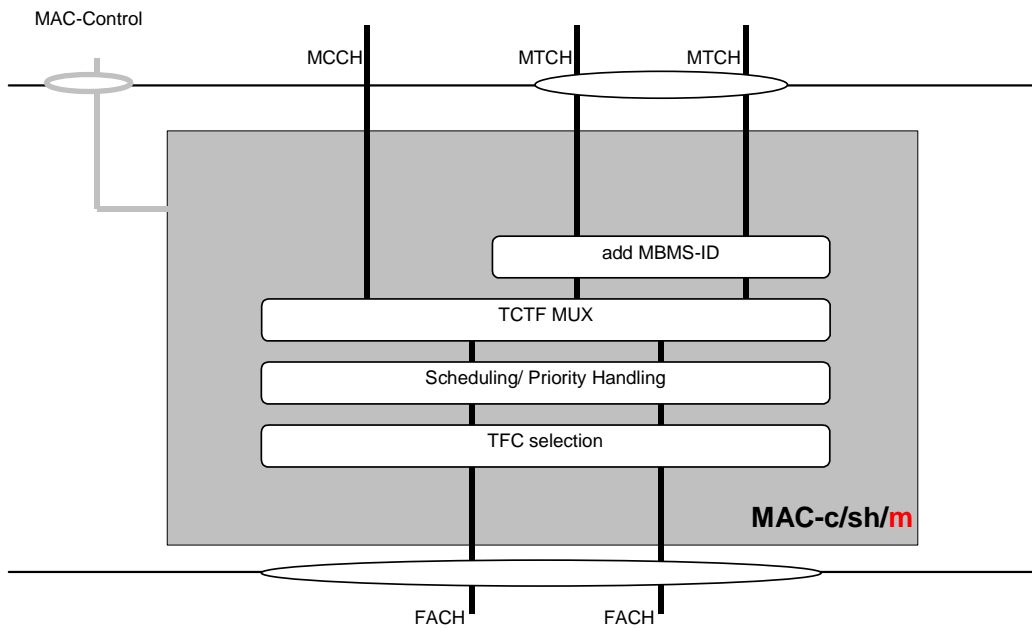 MAC-Control
MCCH
MTCH
MTCH
add MBMS-ID
TCTF MUX
Scheduling/ Priority Handling
TFC selection
MAC-c/sh/m
FACH
FACH